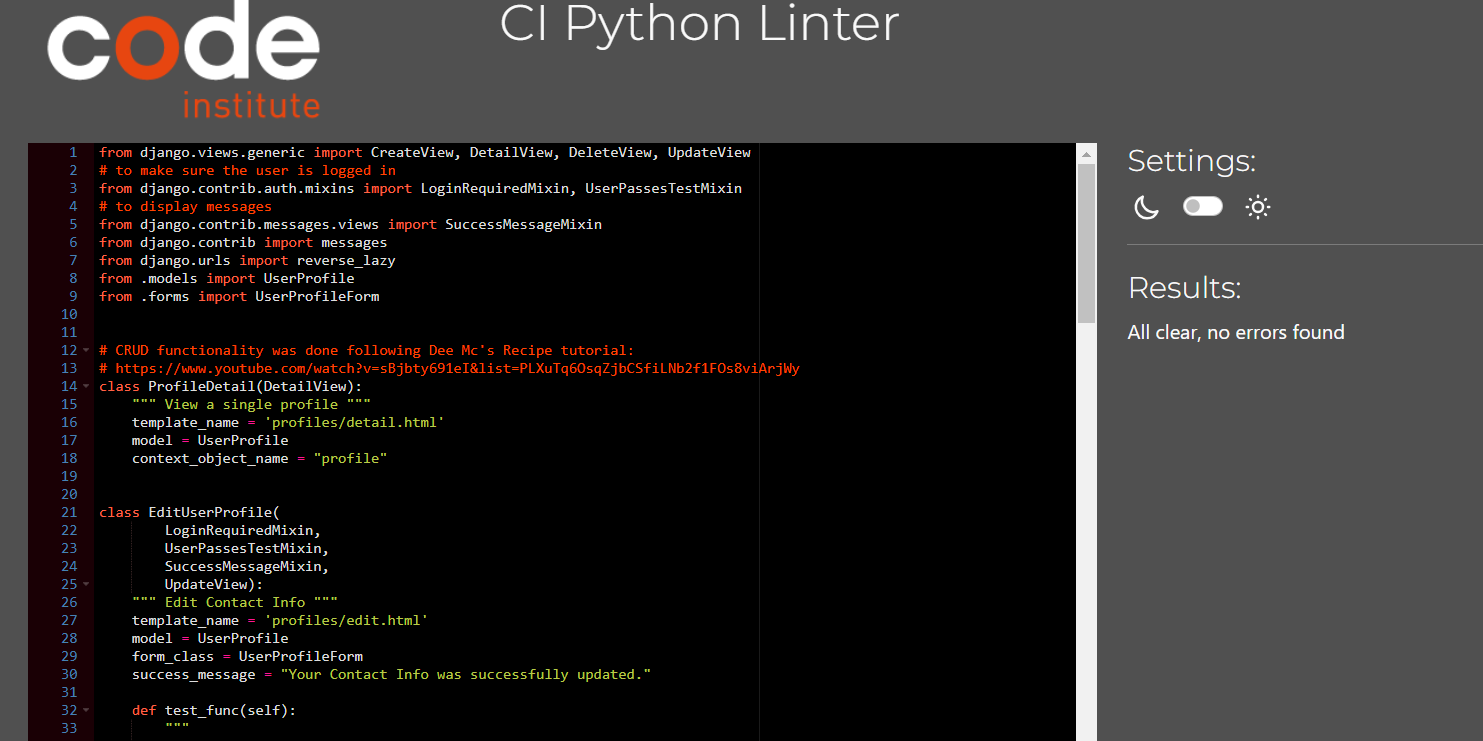 code
institute
CI Python Linter
1 from django.views.generic import CreateView, DetailView, DeleteView, UpdateView
2 # to make sure the user is logged in
3 from django.contrib.auth.mixins import LoginRequiredMixin, UserPassesTestMixin
4 # to display messages
5 from django.contrib.messages.views import SuccessMessageMixin
6 from django.contrib import messages
7 from django.urls import reverse_lazy
8 from .models import UserProfile
9 from .forms import UserProfileForm
10
11
12 # CRUD functionality was done following Dee Mc's Recipe tutorial:
13 # https://www.youtube.com/watch?v=sBjbty691eI&list=PLXuTq6OsqZjbCSfiLNb2f1FOs8viArjWy
14 class ProfileDetail(DetailView):
15     """ View a single profile """
16     template_name = 'profiles/detail.html'
17     model = UserProfile
18     context_object_name = "profile"
19
20
21 class EditUserProfile(
22         LoginRequiredMixin,
23         UserPassesTestMixin,
24         SuccessMessageMixin,
25         UpdateView):
26     """ Edit Contact Info """
27     template_name = 'profiles/edit.html'
28     model = UserProfile
29     form_class = UserProfileForm
30     success_message = "Your Contact Info was successfully updated."
31
32     def test_func(self):
33         """
Settings:
Results:
All clear, no errors found